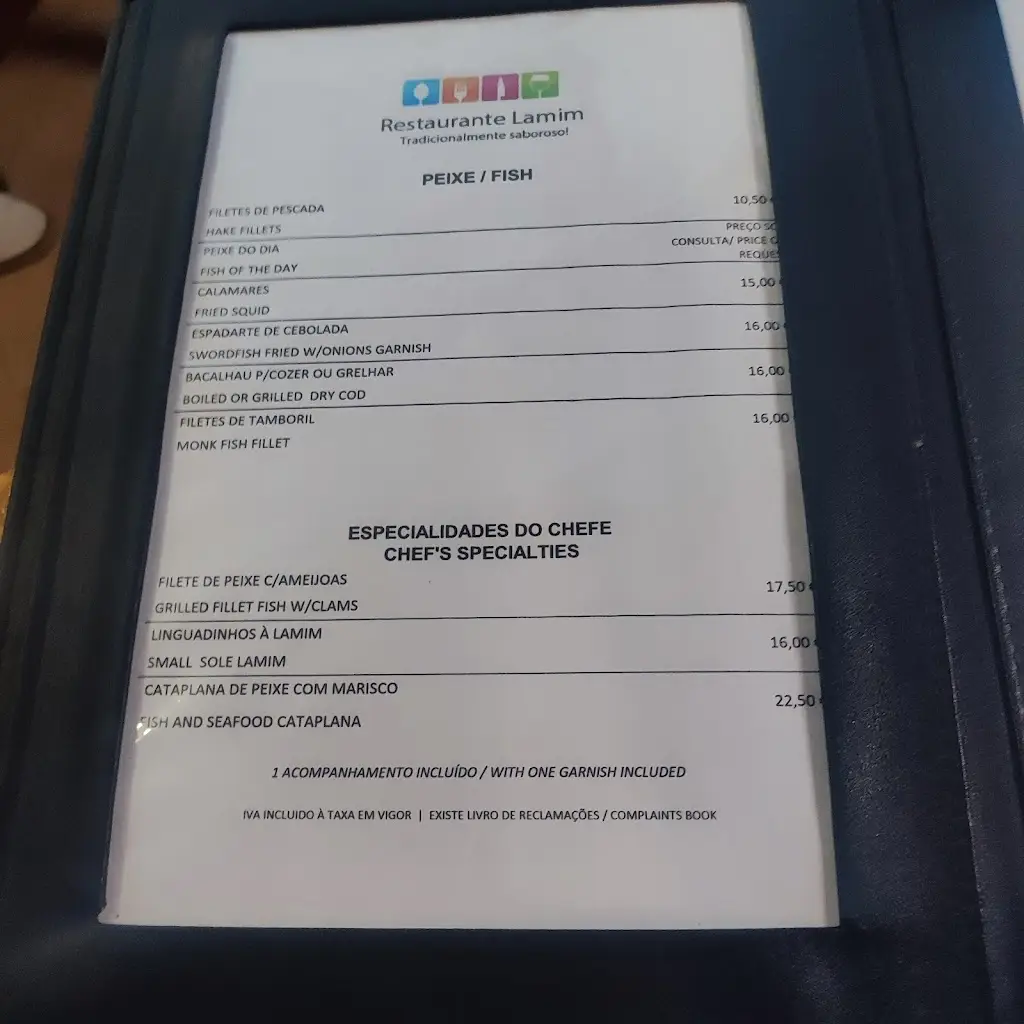 Restaurante Lamim
Tradicionalmente saboroso!
PEIXE / FISH
FILETES DE PESCADA 10,50
HAKE FILLETS
PEIXE DO DIA PREÇO
CONSULTA/ PRICE
FISH OF THE DAY
CALAMARES 15,00
FRIED SQUID
ESPADARTE DE CEBOLADA 16,00
SWORDFISH FRIED W/ONIONS GARNISH
BACALHAU P/COZER OU GRELHAR 16,00
BOILED OR GRILLED DRY COD
FILETES DE TAMBORIL 16,00
MONK FISH FILLET
ESPECIALIDADES DO CHEFE
CHEF'S SPECIALTIES
FILETE DE PEIXE C/AMEIJOAS 17,50
GRILLED FILLET FISH W/CLAMS
LINGUADINHOS À LAMIM 16,00
SMALL SOLE LAMIM
CATAPLANA DE PEIXE COM MARISCO 22,50
FISH AND SEAFOOD CATAPLANA
1 ACOMPANHAMENTO INCLUÍDO / WITH ONE GARNISH INCLUDED
IVA INCLUIDO À TAXA EM VIGOR | EXISTE LIVRO DE RECLAMAÇÕES / COMPLAINTS BOOK